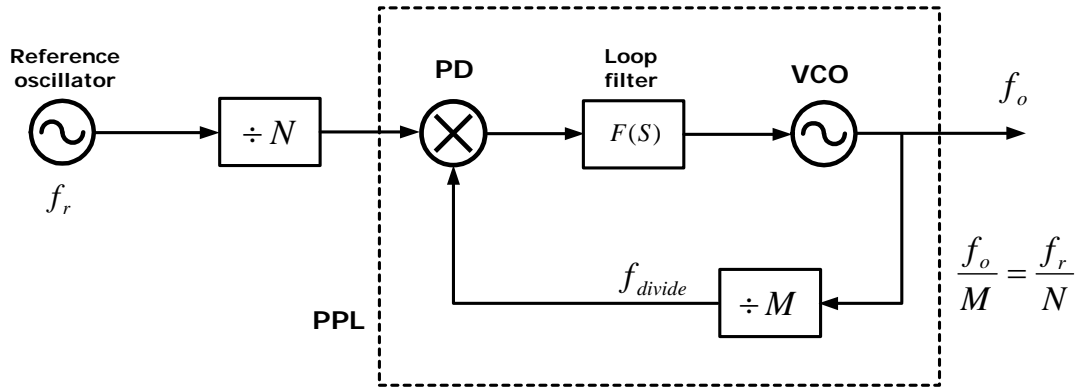 Reference
oscillator
f_r
÷ N
PD
Loop
filter
F(S)
VCO
f_o
f_divide
÷ M
PPL
f_o/M = f_r/N